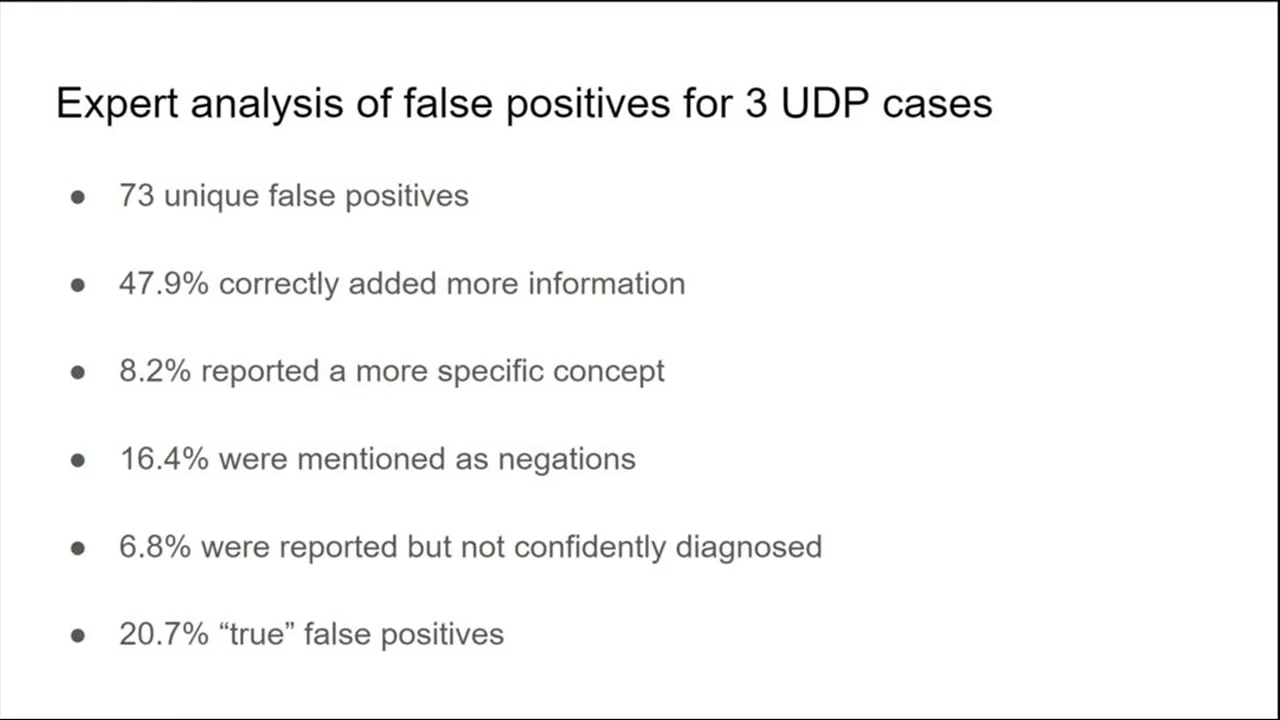 Expert analysis of false positives for 3 UDP cases
● 73 unique false positives
● 47.9% correctly added more information
● 8.2% reported a more specific concept
● 16.4% were mentioned as negations
● 6.8% were reported but not confidently diagnosed
● 20.7% “true” false positives